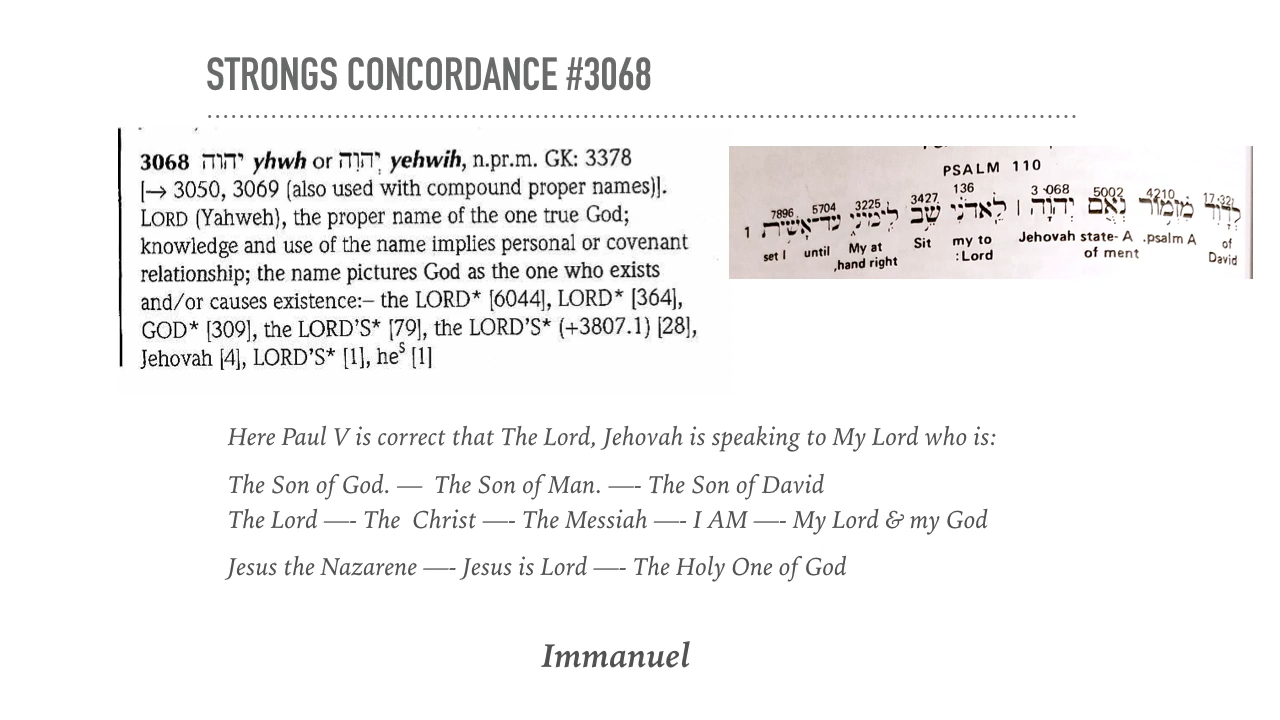 STRONGS CONCORDANCE #3068
3068 יהוה yhwh or יְהֹוִה yehwih, n.pr.m. GK: 3378
[→ 3050, 3069 (also used with compound proper names)].
LORD (Yahweh), the proper name of the one true God;
knowledge and use of the name implies personal or covenant
relationship; the name pictures God as the one who exists
and/or causes existence:– the LORD* [6044], LORD* [364],
GOD* [309], the LORD'S* [79], the LORD'S* (+3807.1) [28],
Jehovah [4], LORD'S* [1], heˢ [1]
PSALM 110
7896 5704 3225 3427 136 3068 5002 4210 1732
1 לְדָוִד מִזְמוֹר נְאֻם יְהוָה | לַאדֹנִי שֵׁב לִימִינִי עַד־אָשִׁית
set I until My at Sit my to Jehovah state- A .psalm A of
,hand right :Lord of ment David
Here Paul V is correct that The Lord, Jehovah is speaking to My Lord who is:
The Son of God. — The Son of Man. —- The Son of David
The Lord —- The Christ —- The Messiah —- I AM —- My Lord & my God
Jesus the Nazarene —- Jesus is Lord —- The Holy One of God
Immanuel